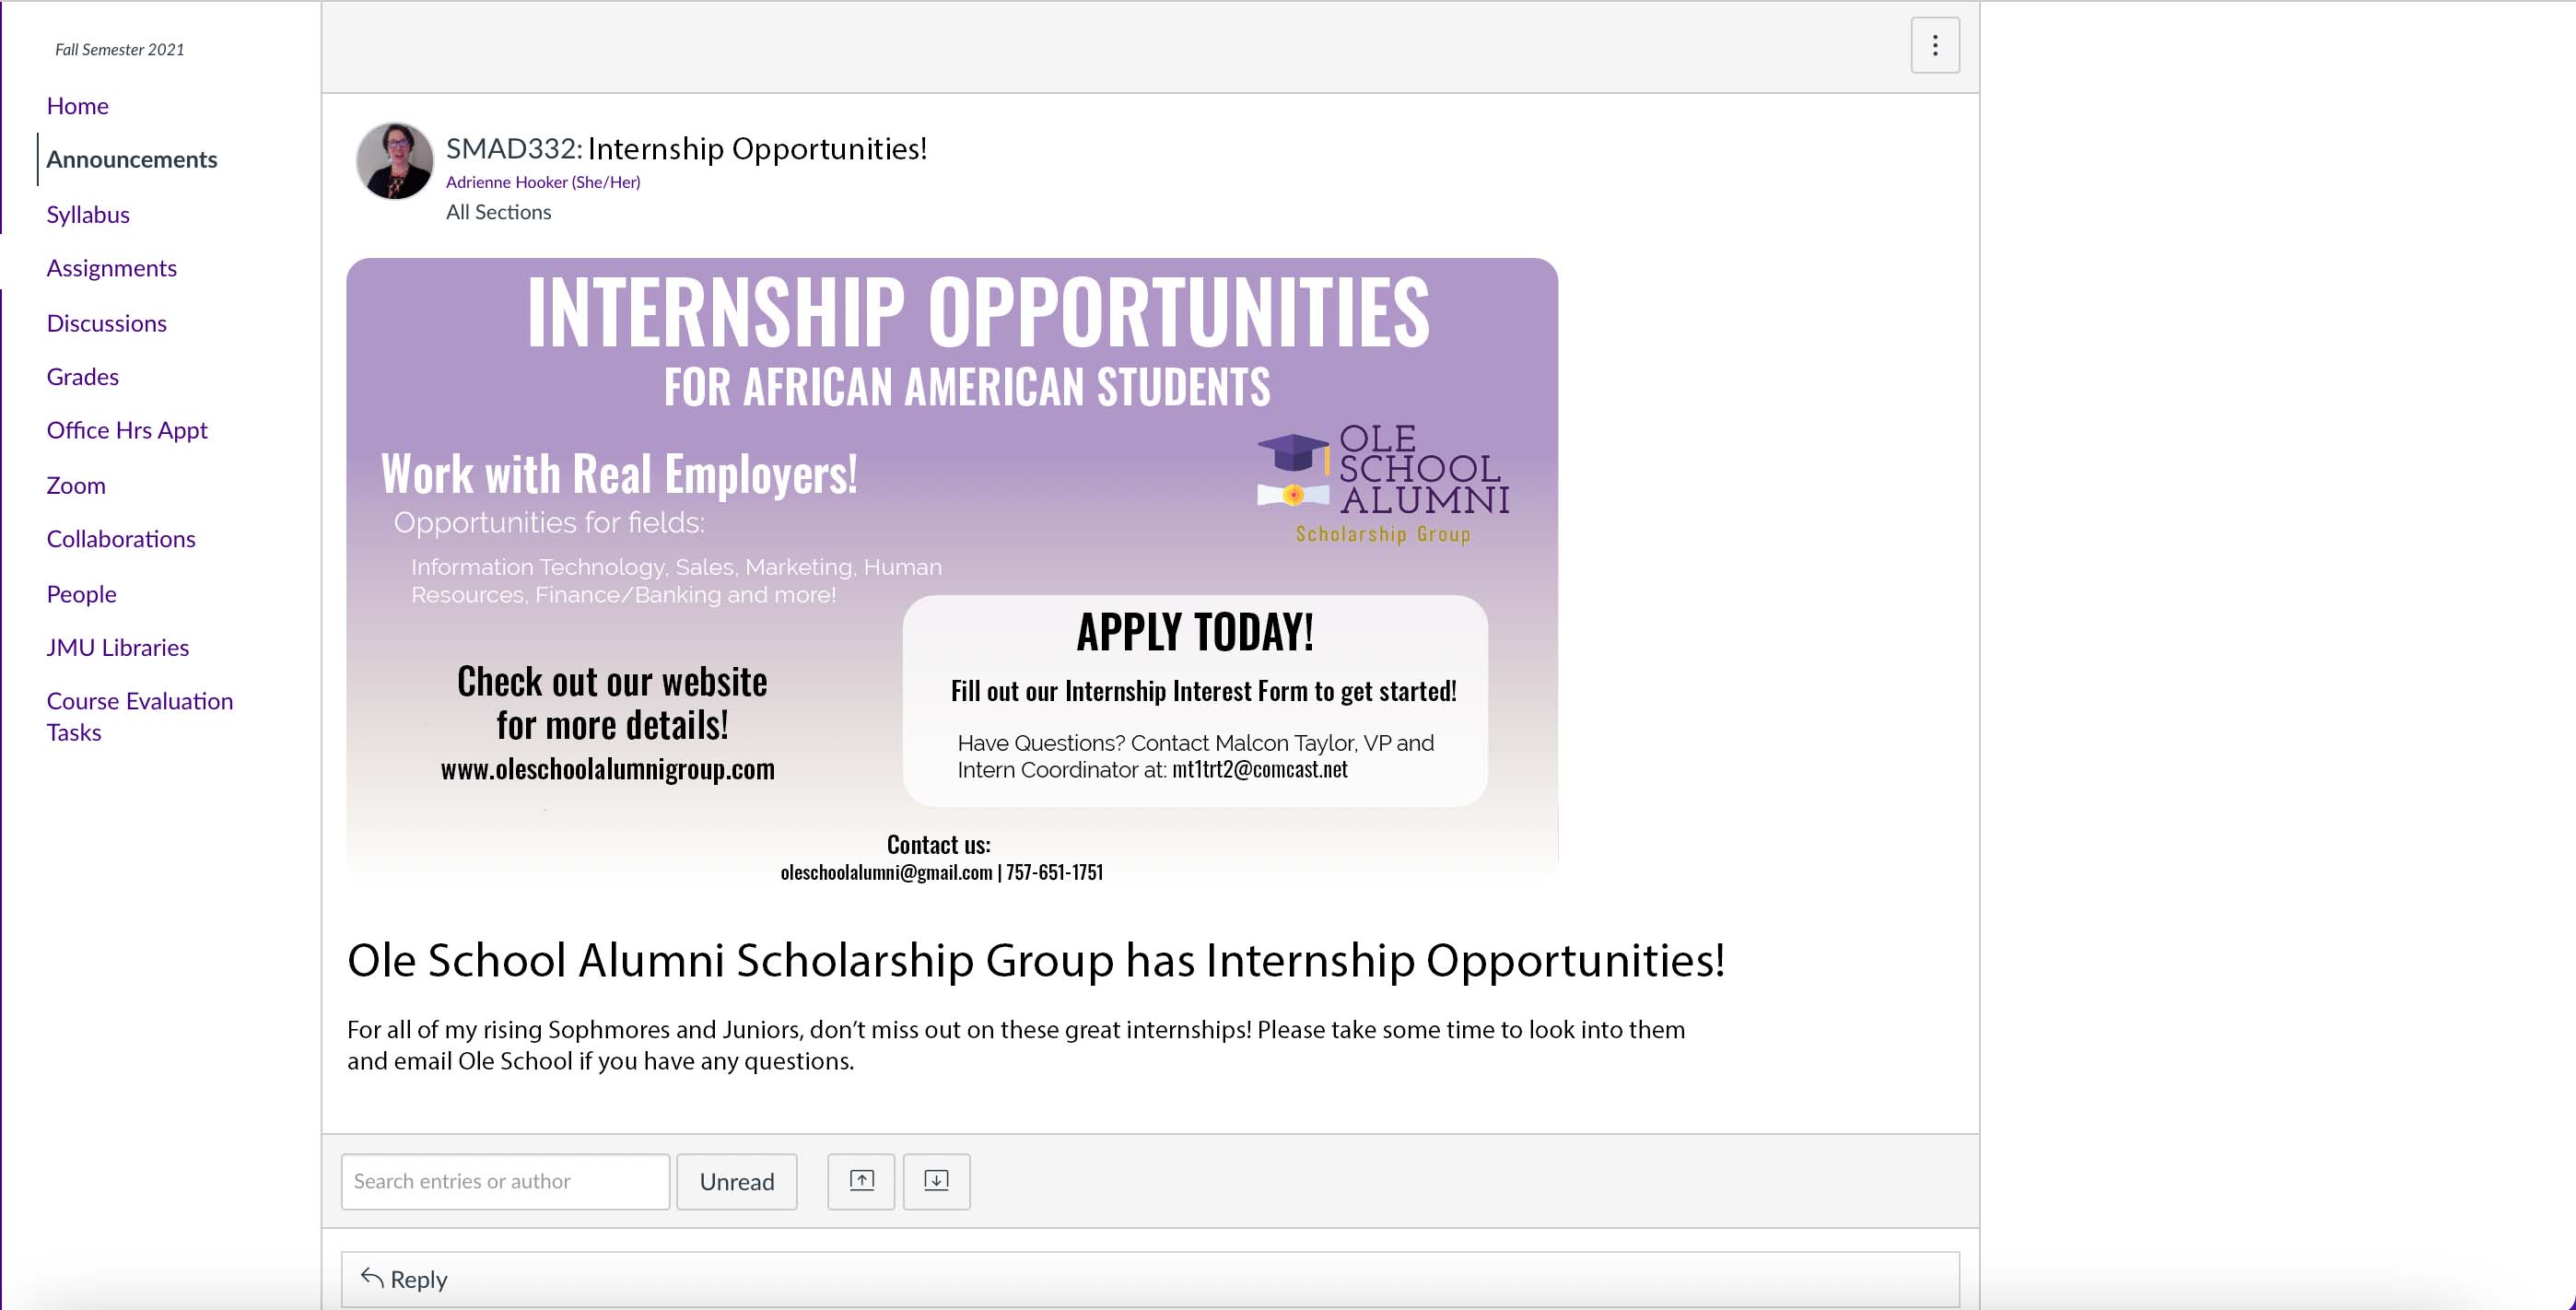 Fall Semester 2021
Home
Announcements
Syllabus
Assignments
Discussions
Grades
Office Hrs Appt
Zoom
Collaborations
People
JMU Libraries
Course Evaluation
Tasks
SMAD332: Internship Opportunities!
Adrienne Hooker (She/Her)
All Sections
INTERNSHIP OPPORTUNITIES
FOR AFRICAN AMERICAN STUDENTS
Work with Real Employers!
Opportunities for fields:
Information Technology, Sales, Marketing, Human
Resources, Finance/Banking and more!
OLE
SCHOOL
ALUMNI
Scholarship Group
Check out our website
for more details!
www.oleschoolalumnigroup.com
APPLY TODAY!
Fill out our Internship Interest Form to get started!
Have Questions? Contact Malcon Taylor, VP and
Intern Coordinator at: mt1trt2@comcast.net
Contact us:
oleschoolalumni@gmail.com | 757-651-1751
Ole School Alumni Scholarship Group has Internship Opportunities!
For all of my rising Sophmores and Juniors, don’t miss out on these great internships! Please take some time to look into them
and email Ole School if you have any questions.
Search entries or author
Unread
Reply